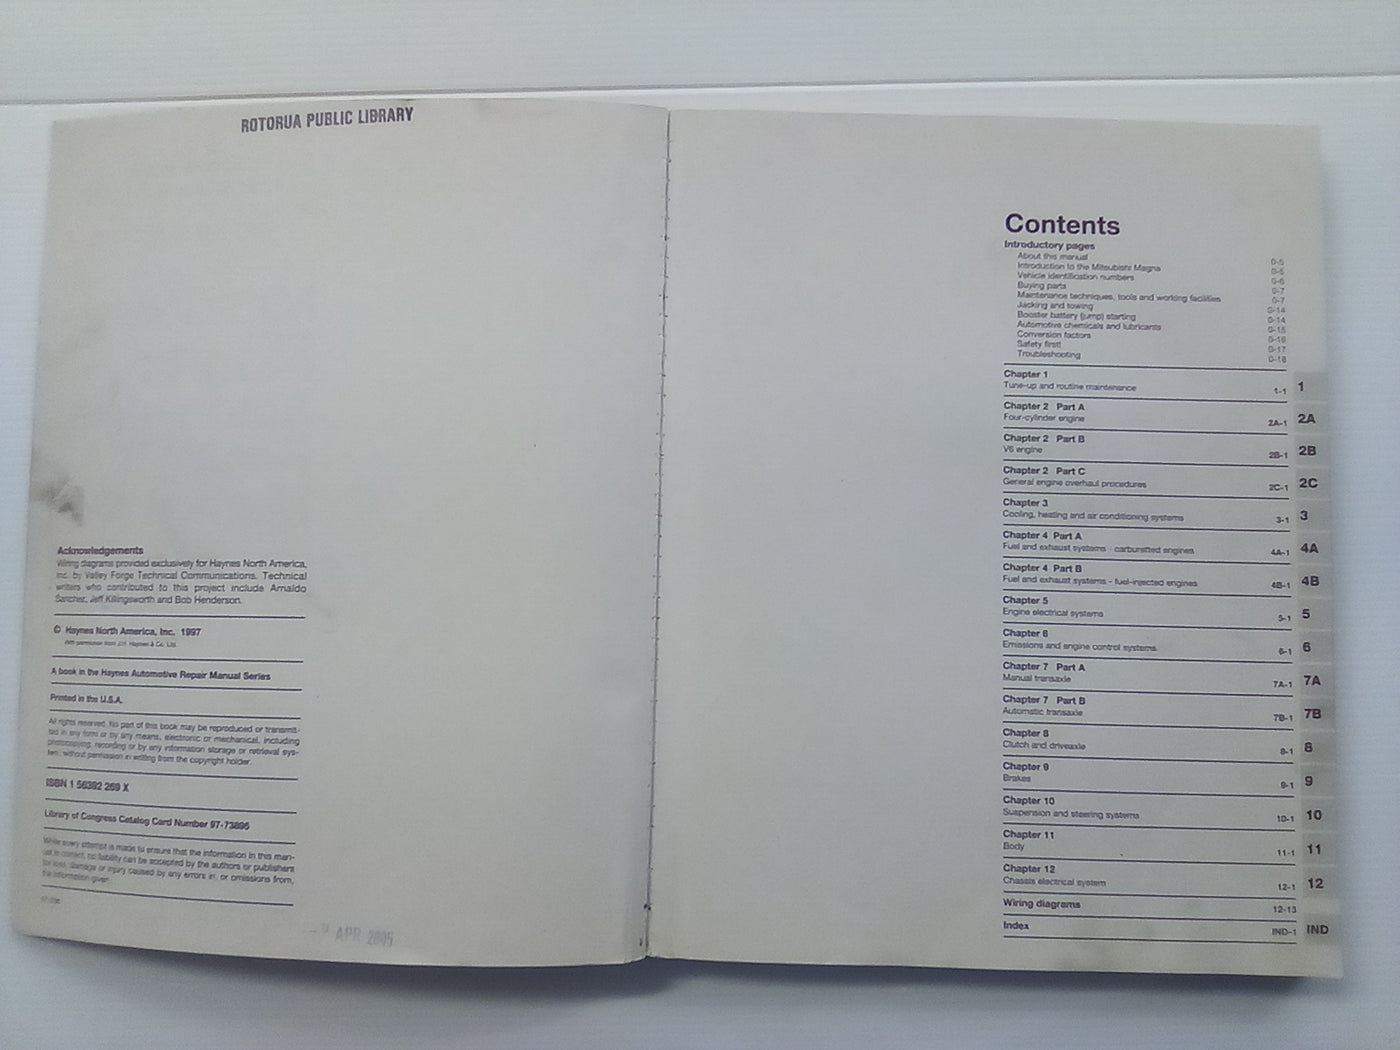 ROTORUA PUBLIC LIBRARY
Acknowledgements
Wiring diagrams provided exclusively for Haynes North America,
Inc. by Valley Forge Technical Communications. Technical
writers who contributed to this project include Arnaldo
Sanchez, Jeff Killingsworth and Bob Henderson.
© Haynes North America, Inc. 1997
With permission from J.H. Haynes & Co. Ltd.
A book in the Haynes Automotive Repair Manual Series
Printed in the U.S.A.
All rights reserved. No part of this book may be reproduced or transmit-
ted in any form or by any means, electronic or mechanical, including
photocopying, recording or by any information storage or retrieval sys-
tem, without permission in writing from the copyright holder.
ISBN 1 56392 269 X
Library of Congress Catalog Card Number 97-73895
While every attempt is made to ensure that the information in this man-
ual is correct, no liability can be accepted by the authors or publishers
for loss, damage or injury caused by any errors in, or omissions from,
the information given.
APR 2005
Contents
Introductory pages
About this manual 0-5
Introduction to the Mitsubishi Magna 0-5
Vehicle identification numbers 0-6
Buying parts 0-7
Maintenance techniques, tools and working facilities 0-7
Jacking and towing 0-14
Booster battery (jump) starting 0-14
Automotive chemicals and lubricants 0-15
Conversion factors 0-16
Safety first! 0-17
Troubleshooting 0-18
Chapter 1
Tune-up and routine maintenance 1-1 1
Chapter 2 Part A
Four-cylinder engine 2A-1 2A
Chapter 2 Part B
V6 engine 2B-1 2B
Chapter 2 Part C
General engine overhaul procedures 2C-1 2C
Chapter 3
Cooling, heating and air conditioning systems 3-1 3
Chapter 4 Part A
Fuel and exhaust systems - carburetted engines 4A-1 4A
Chapter 4 Part B
Fuel and exhaust systems - fuel-injected engines 4B-1 4B
Chapter 5
Engine electrical systems 5-1 5
Chapter 6
Emissions and engine control systems 6-1 6
Chapter 7 Part A
Manual transaxle 7A-1 7A
Chapter 7 Part B
Automatic transaxle 7B-1 7B
Chapter 8
Clutch and driveaxle 8-1 8
Chapter 9
Brakes 9-1 9
Chapter 10
Suspension and steering systems 10-1 10
Chapter 11
Body 11-1 11
Chapter 12
Chassis electrical system 12-1 12
Wiring diagrams 12-13
Index IND-1 IND